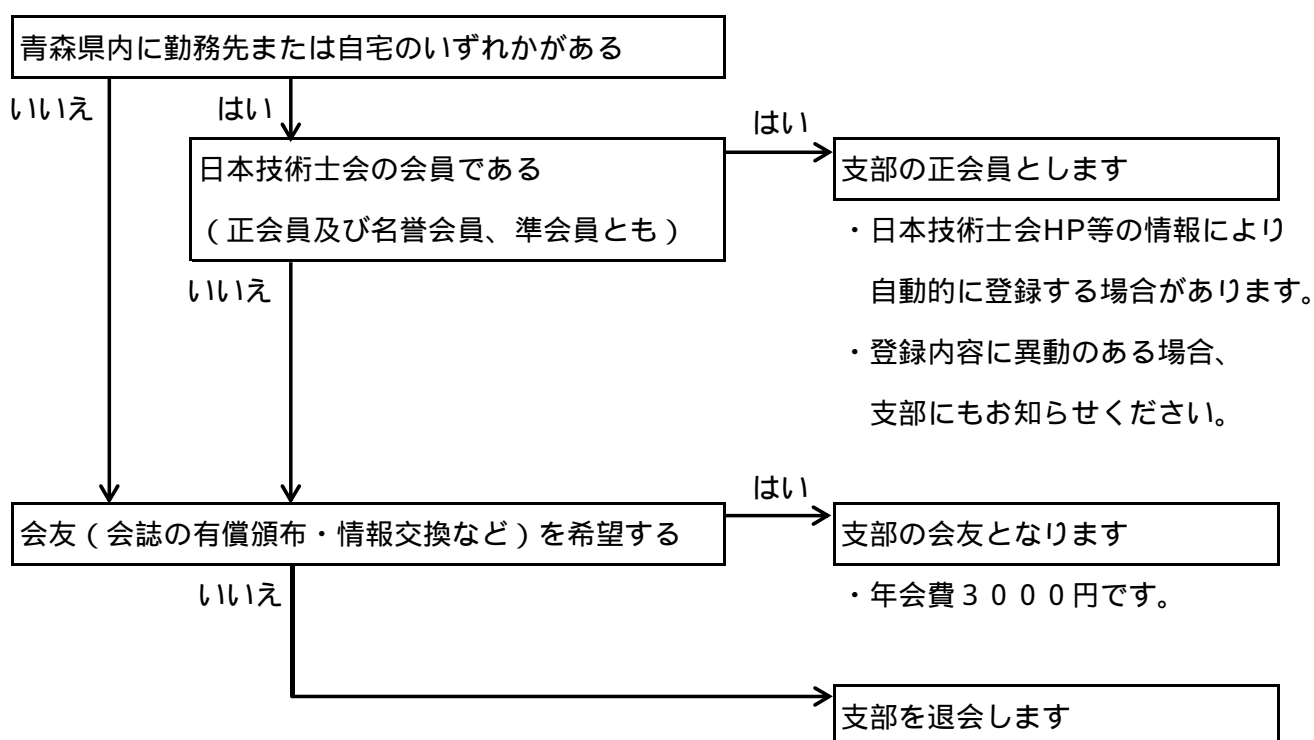 青森県内に勤務先または自宅のいずれかがある
いいえ
はい
日本技術士会の会員である
（正会員及び名誉会員、準会員とも）
はい
支部の正会員とします
・日本技術士会HP等の情報により
自動的に登録する場合があります。
・登録内容に異動のある場合、
支部にもお知らせください。
いいえ
会友（会誌の有償頒布・情報交換など）を希望する
はい
支部の会友となります
・年会費３０００円です。
いいえ
支部を退会します